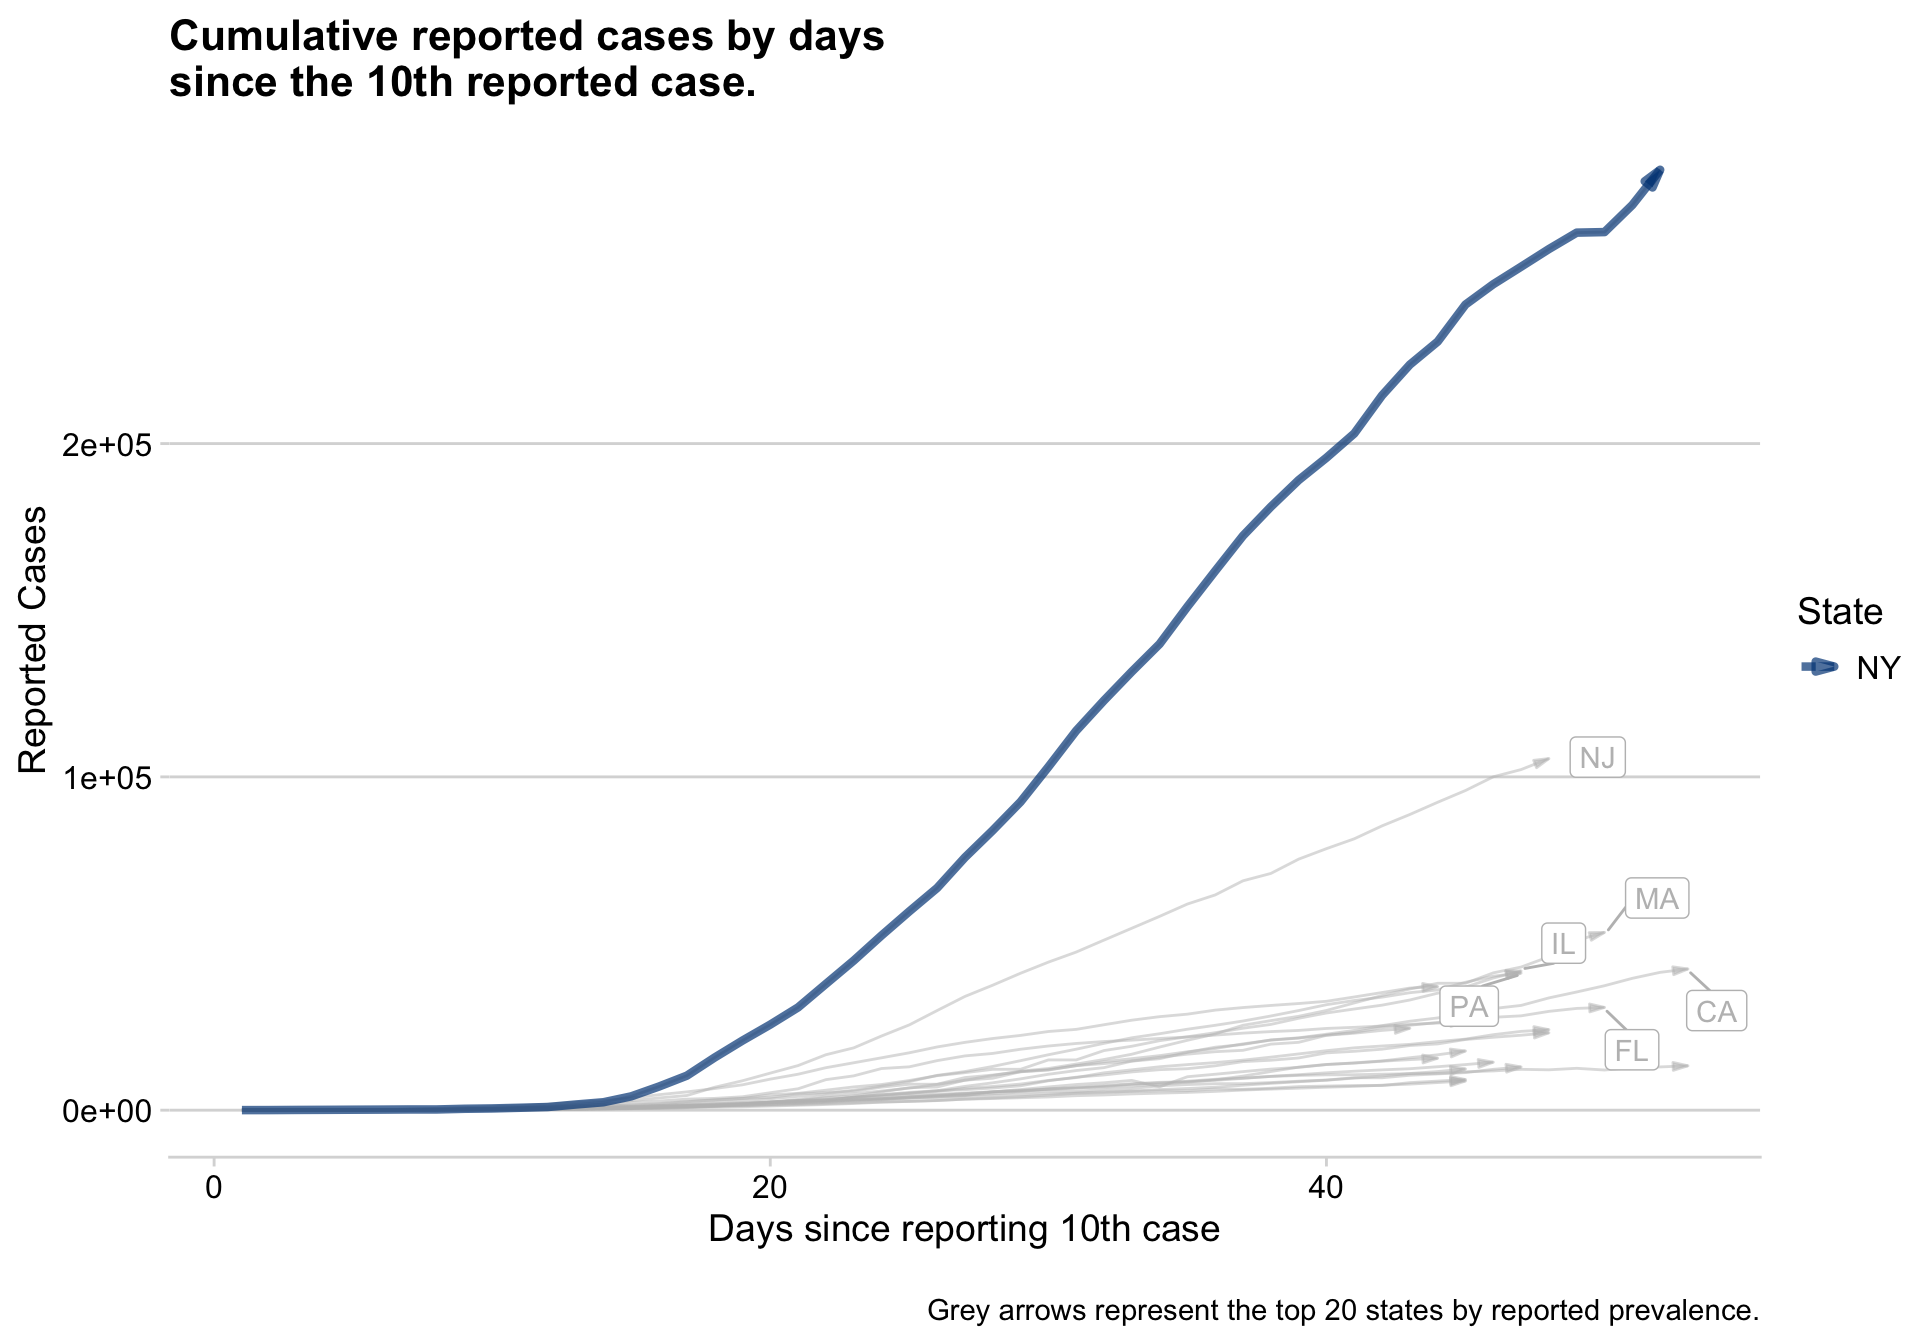 Cumulative reported cases by days
since the 10th reported case.
Reported Cases
2e+05
1e+05
0e+00
NJ
MA
IL
PA
CA
FL
State
NY
0
20
40
Days since reporting 10th case
Grey arrows represent the top 20 states by reported prevalence.